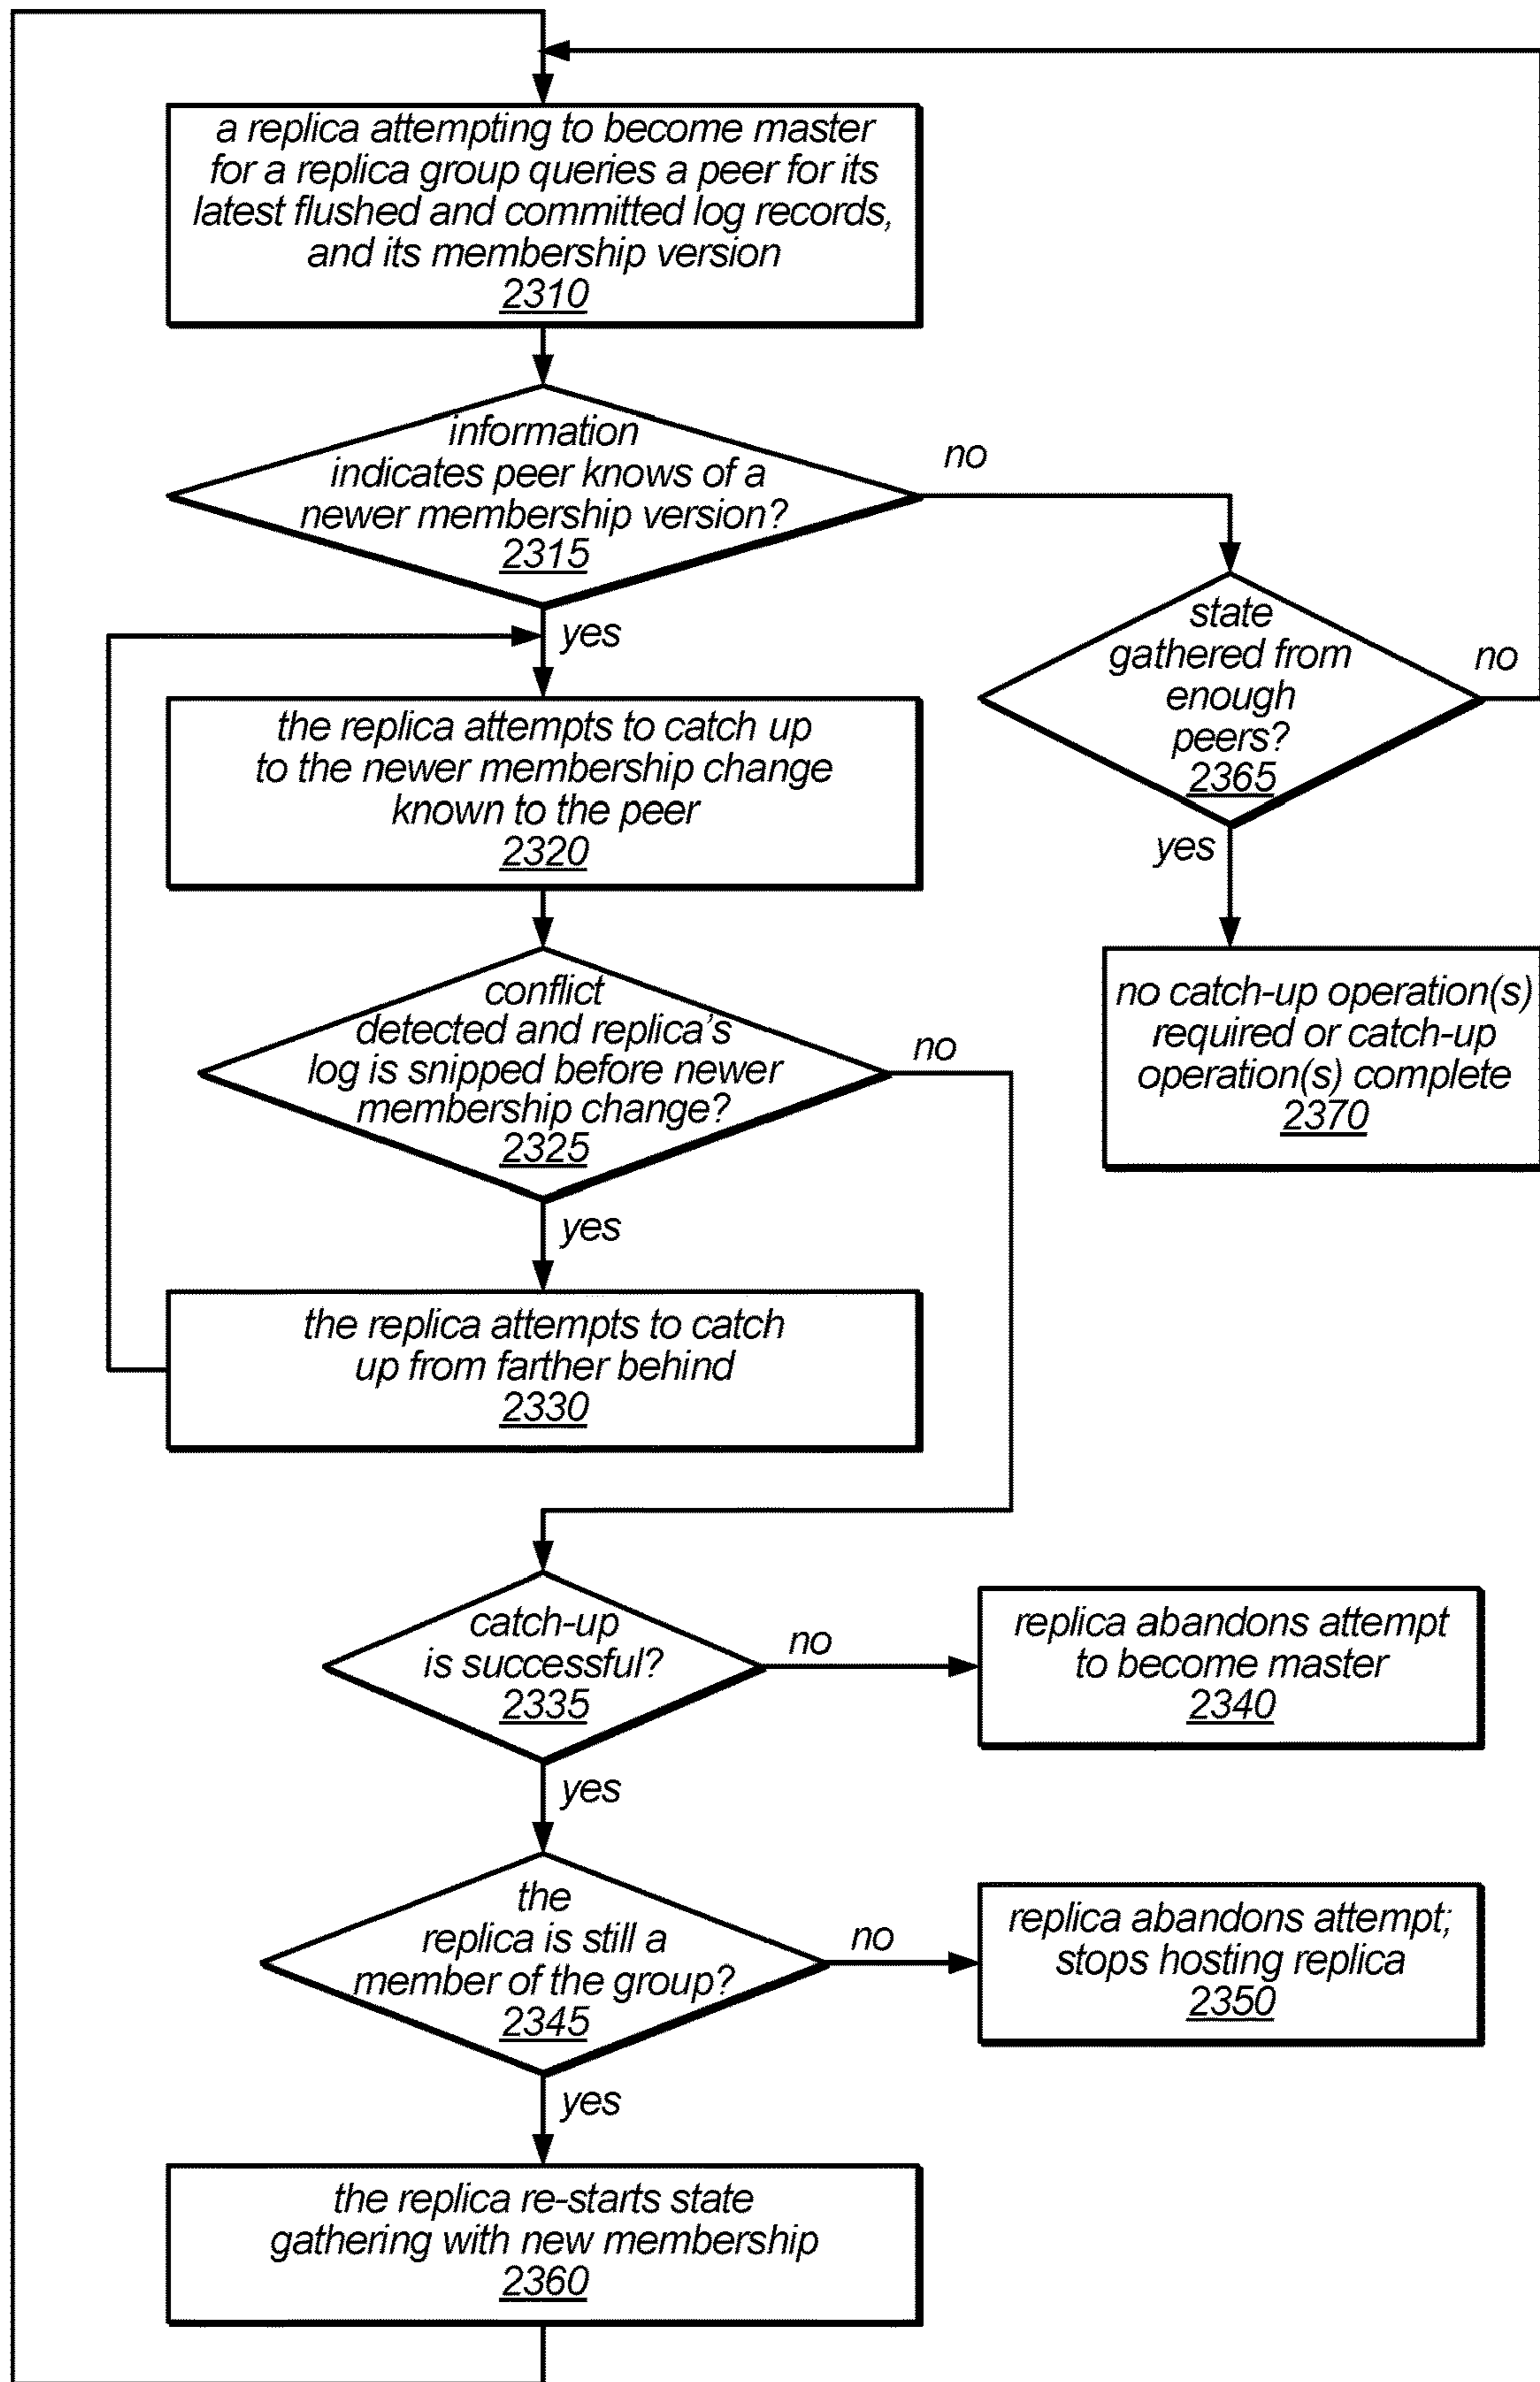 a replica attempting to become master
for a replica group queries a peer for its
latest flushed and committed log records,
and its membership version
2310
information
indicates peer knows of a
newer membership version?
2315
no
yes
state
gathered from
enough
peers?
2365
no
yes
the replica attempts to catch up
to the newer membership change
known to the peer
2320
no catch-up operation(s)
required or catch-up
operation(s) complete
2370
conflict
detected and replica's
log is snipped before newer
membership change?
2325
no
yes
the replica attempts to catch
up from farther behind
2330
catch-up
is successful?
2335
no
replica abandons attempt
to become master
2340
yes
the
replica is still a
member of the group?
2345
no
replica abandons attempt;
stops hosting replica
2350
yes
the replica re-starts state
gathering with new membership
2360